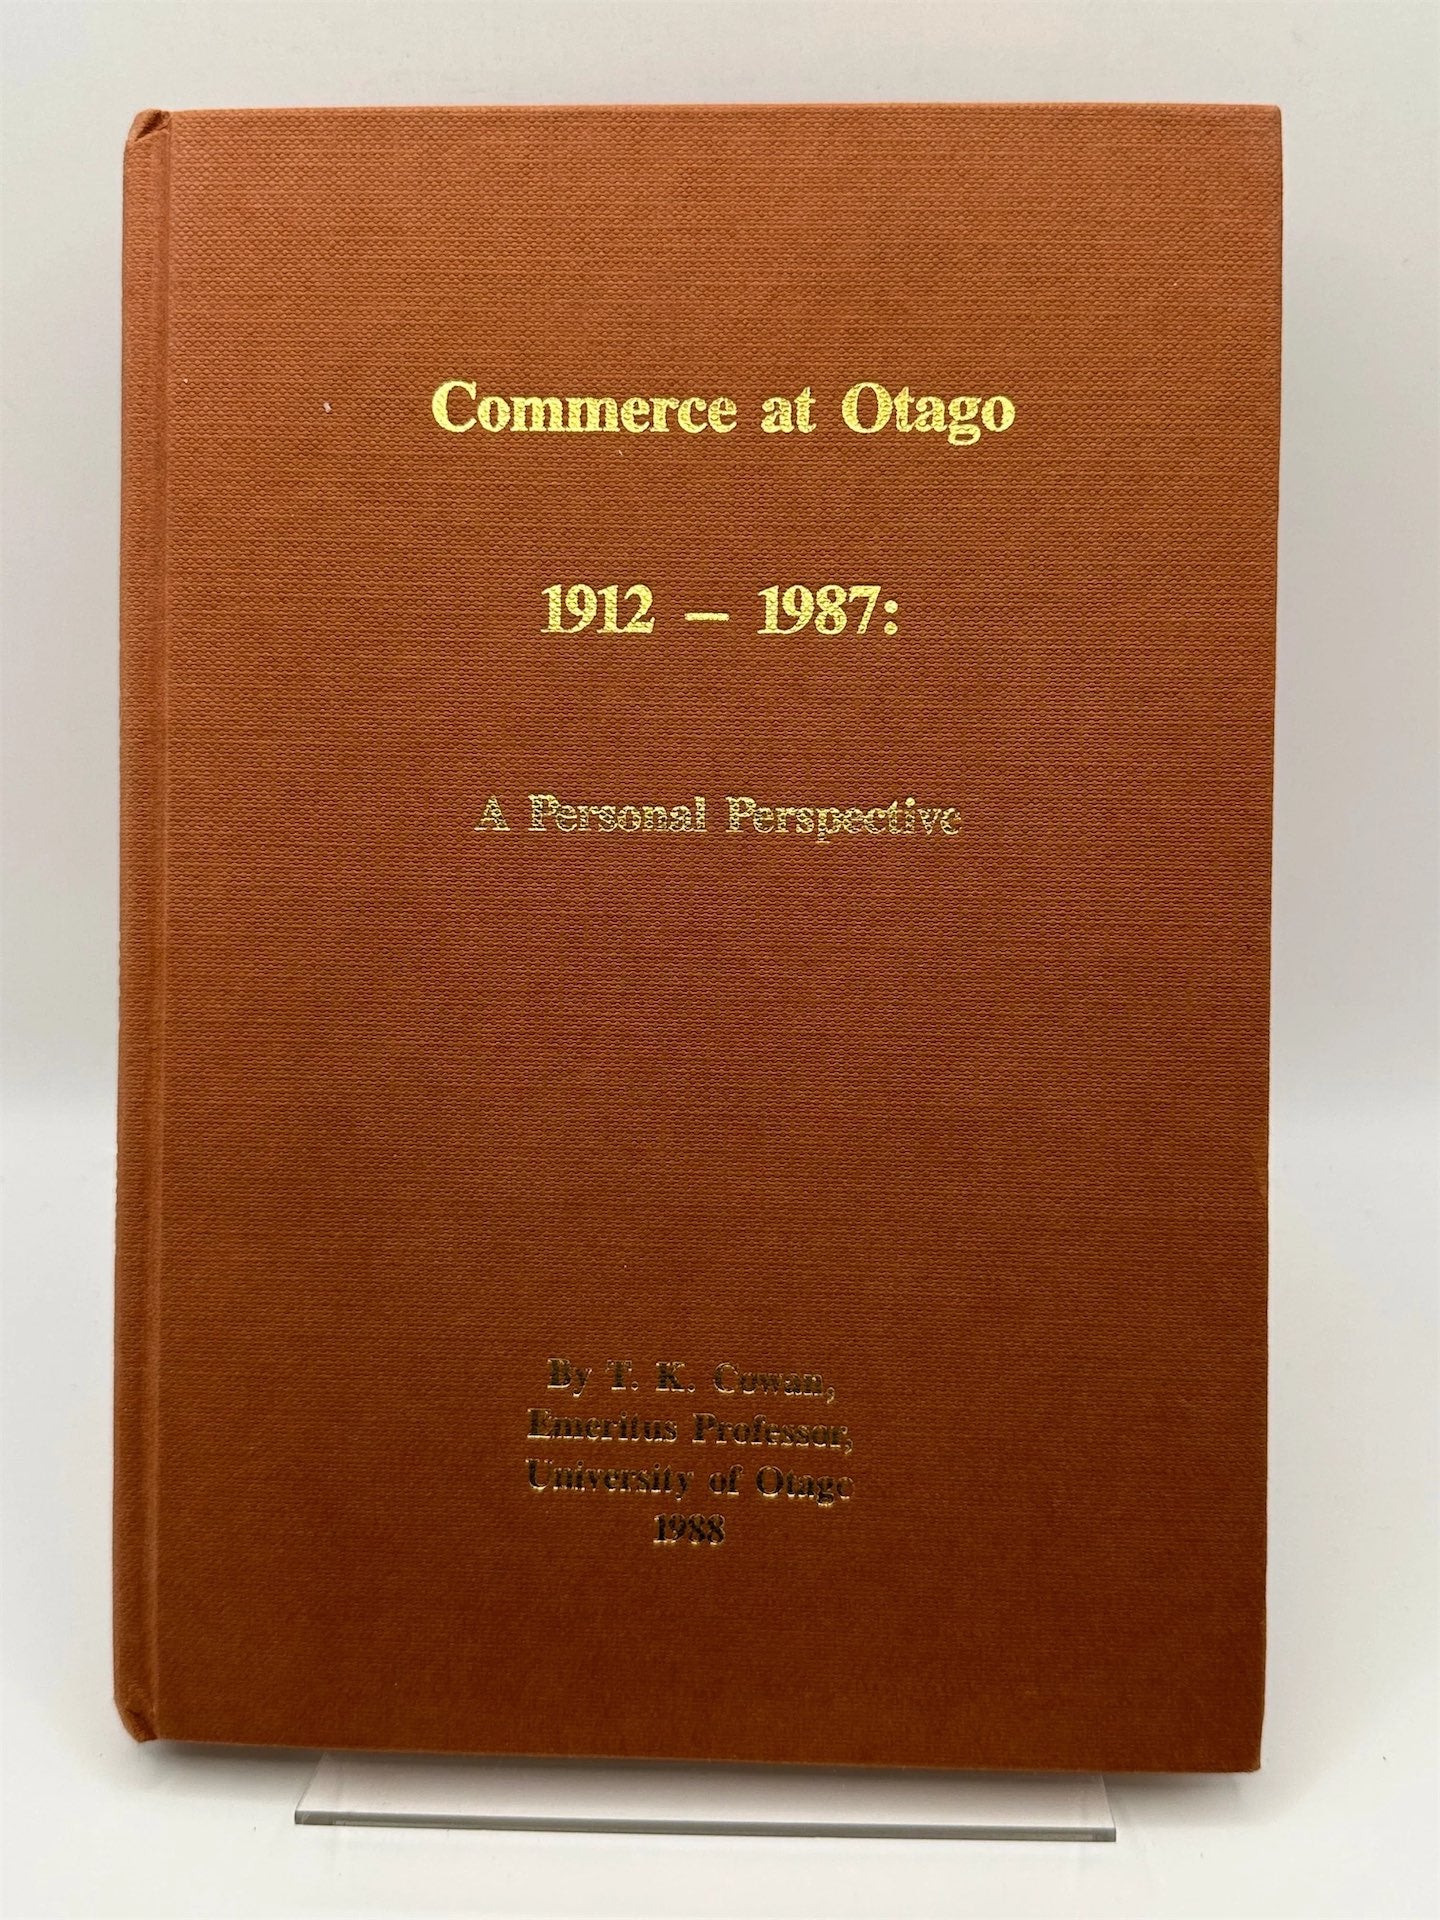 Commerce at Otago
1912 – 1987:
A Personal Perspective
By T. K. Cowan,
Emeritus Professor,
University of Otago
1988